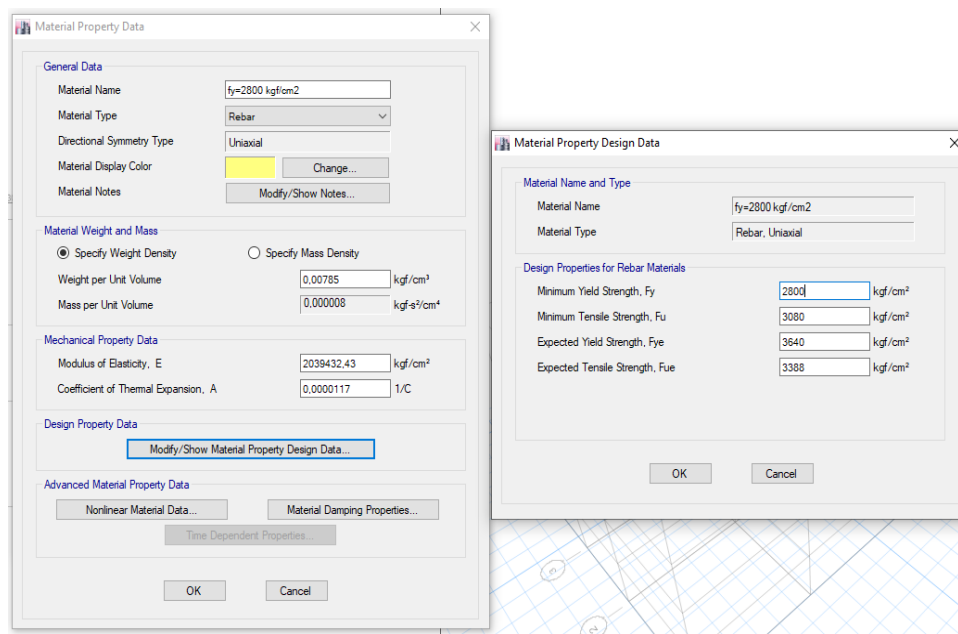 Material Property Data
General Data
Material Name fy=2800 kgf/cm2
Material Type Rebar
Directional Symmetry Type Uniaxial
Material Display Color Change...
Material Notes Modify/Show Notes...
Material Weight and Mass
Specify Weight Density Specify Mass Density
Weight per Unit Volume 0,00785 kgf/cm³
Mass per Unit Volume 0,000008 kgf-s²/cm⁴
Mechanical Property Data
Modulus of Elasticity, E 2039432,43 kgf/cm²
Coefficient of Thermal Expansion, A 0,0000117 1/C
Design Property Data
Modify/Show Material Property Design Data...
Advanced Material Property Data
Nonlinear Material Data... Material Damping Properties...
Time Dependent Properties...
OK Cancel
Material Property Design Data
Material Name and Type
Material Name fy=2800 kgf/cm2
Material Type Rebar, Uniaxial
Design Properties for Rebar Materials
Minimum Yield Strength, Fy 2800 kgf/cm²
Minimum Tensile Strength, Fu 3080 kgf/cm²
Expected Yield Strength, Fye 3640 kgf/cm²
Expected Tensile Strength, Fue 3388 kgf/cm²
OK Cancel